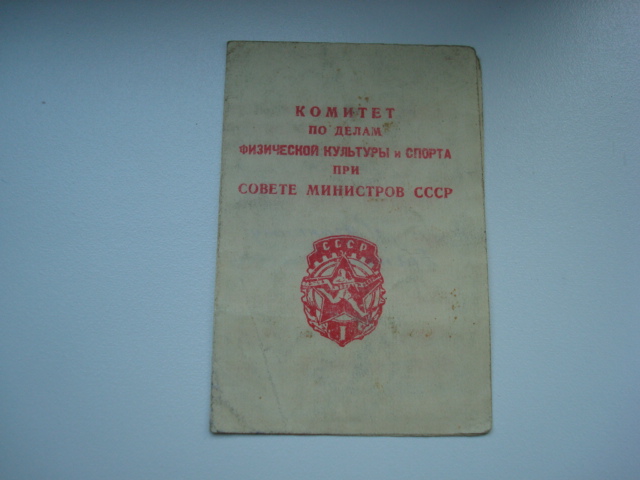 КОМИТЕТ
ПО ДЕЛАМ
ФИЗИЧЕСКОЙ КУЛЬТУРЫ и СПОРТА
ПРИ
СОВЕТЕ МИНИСТРОВ СССР
СССР
I